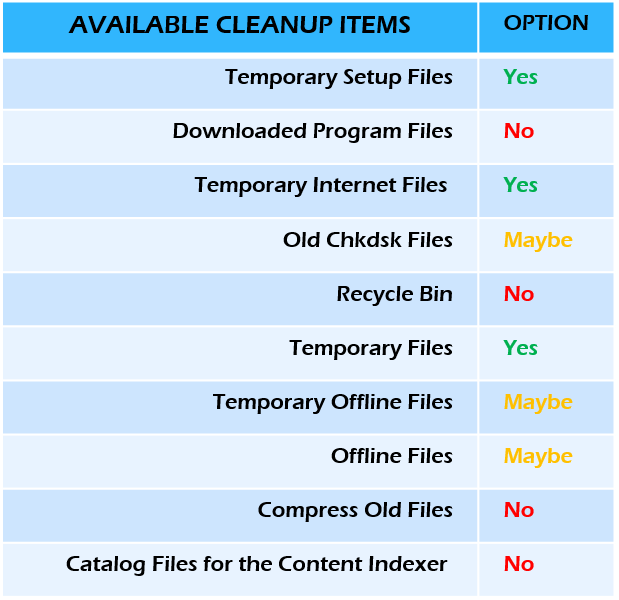 AVAILABLE CLEANUP ITEMS OPTION
Temporary Setup Files Yes
Downloaded Program Files No
Temporary Internet Files Yes
Old Chkdsk Files Maybe
Recycle Bin No
Temporary Files Yes
Temporary Offline Files Maybe
Offline Files Maybe
Compress Old Files No
Catalog Files for the Content Indexer No